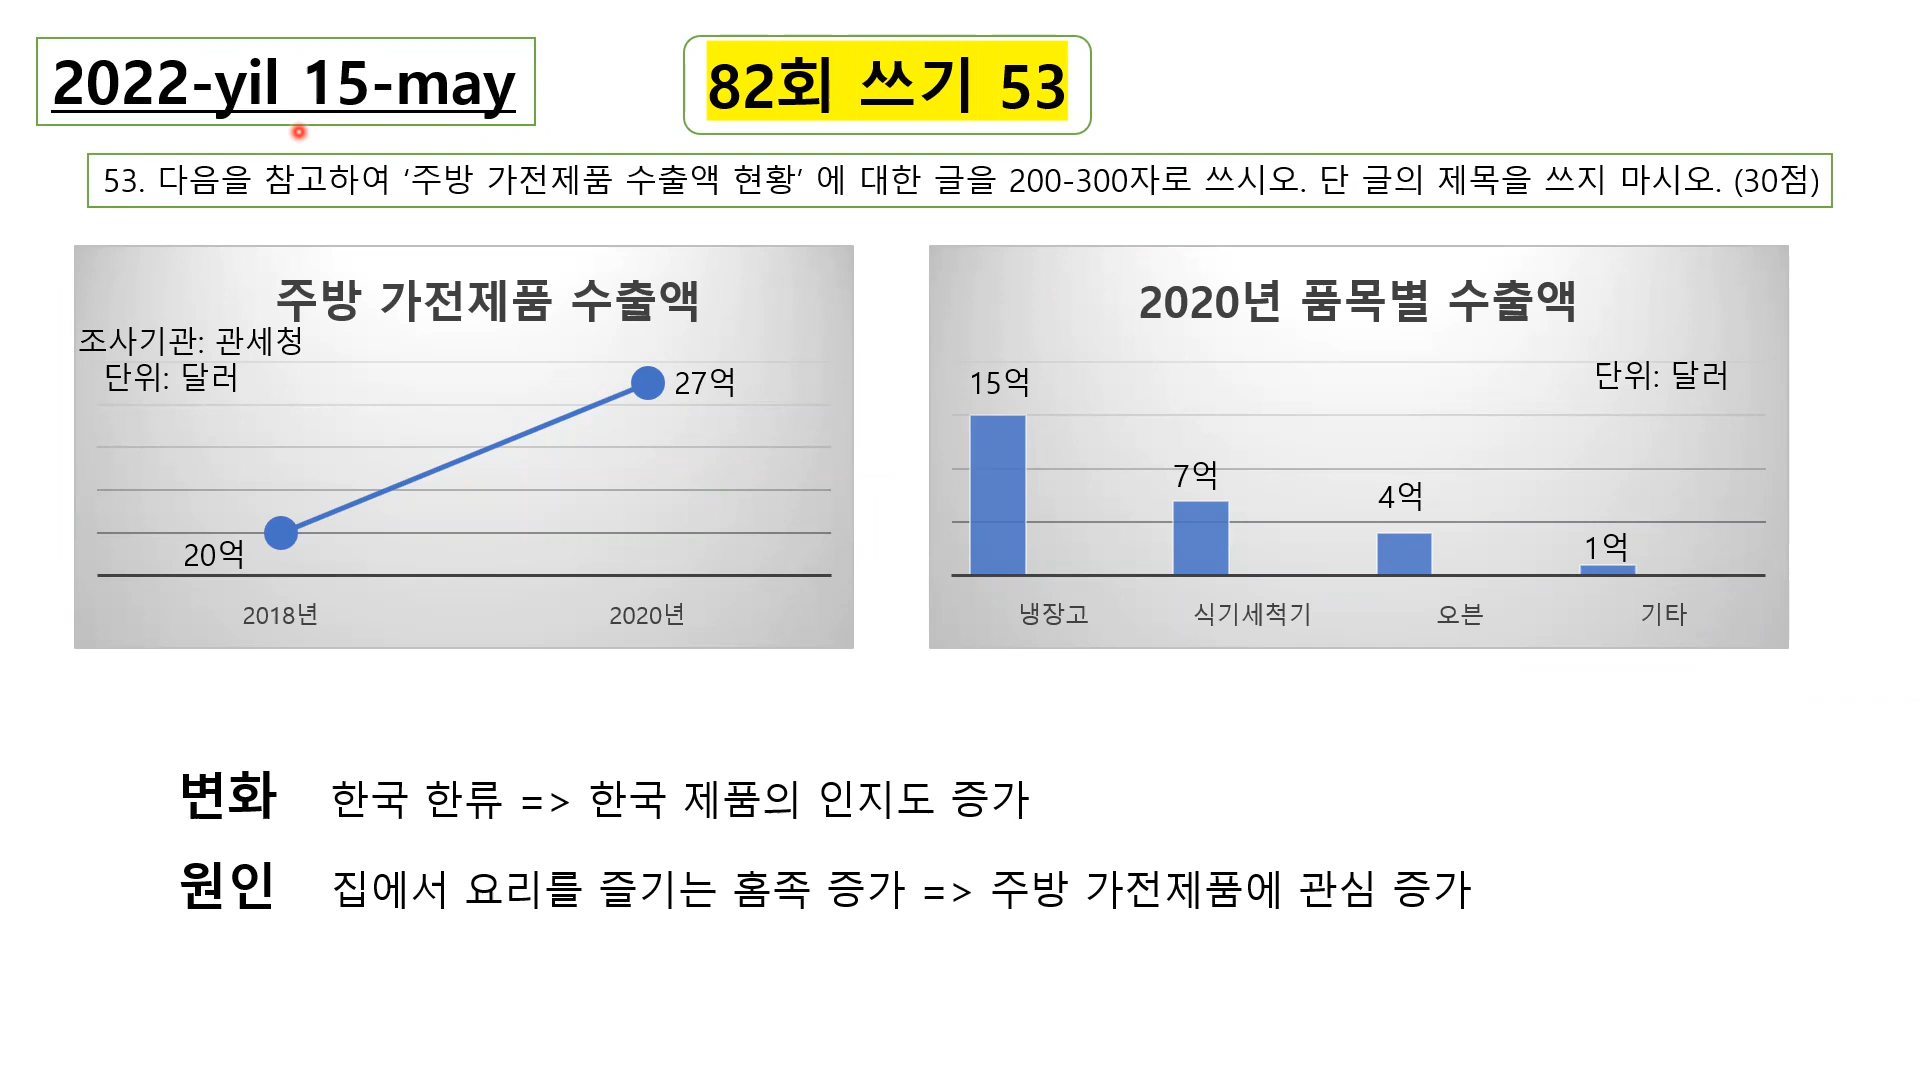 2022-yil 15-may
82회 쓰기 53
53. 다음을 참고하여 ‘주방 가전제품 수출액 현황’ 에 대한 글을 200-300자로 쓰시오. 단 글의 제목을 쓰지 마시오. (30점)
주방 가전제품 수출액
조사기관: 관세청
단위: 달러
27억
20억
2018년 2020년
2020년 품목별 수출액
단위: 달러
15억
7억
4억
1억
냉장고 식기세척기 오븐 기타
변화 한국 한류 => 한국 제품의 인지도 증가
원인 집에서 요리를 즐기는 홈족 증가 => 주방 가전제품에 관심 증가